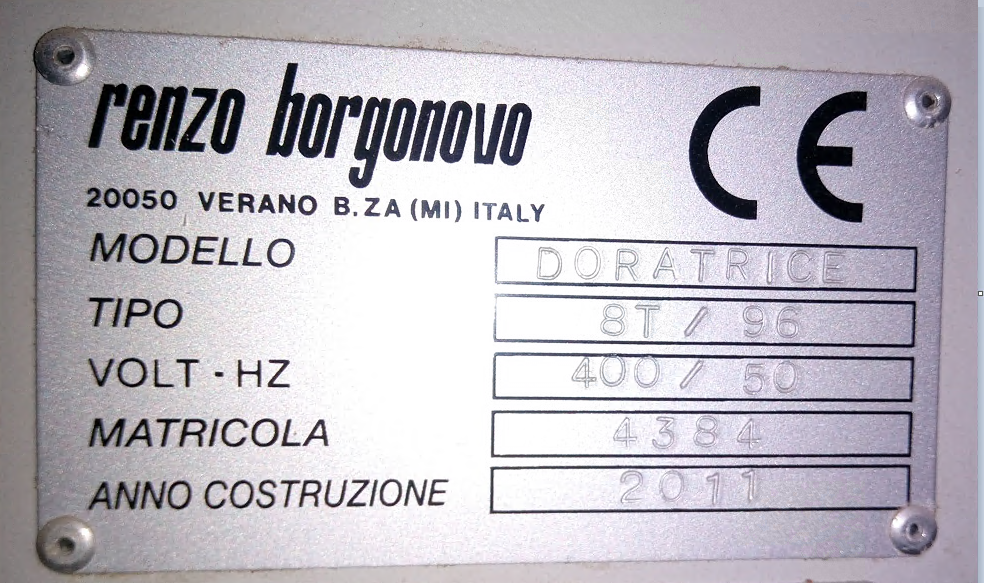 renzo borgonovo
CE
20050 VERANO B.ZA (MI) ITALY
MODELLO DORATRICE
TIPO 8T / 96
VOLT - HZ 400 / 50
MATRICOLA 4384
ANNO COSTRUZIONE 2011